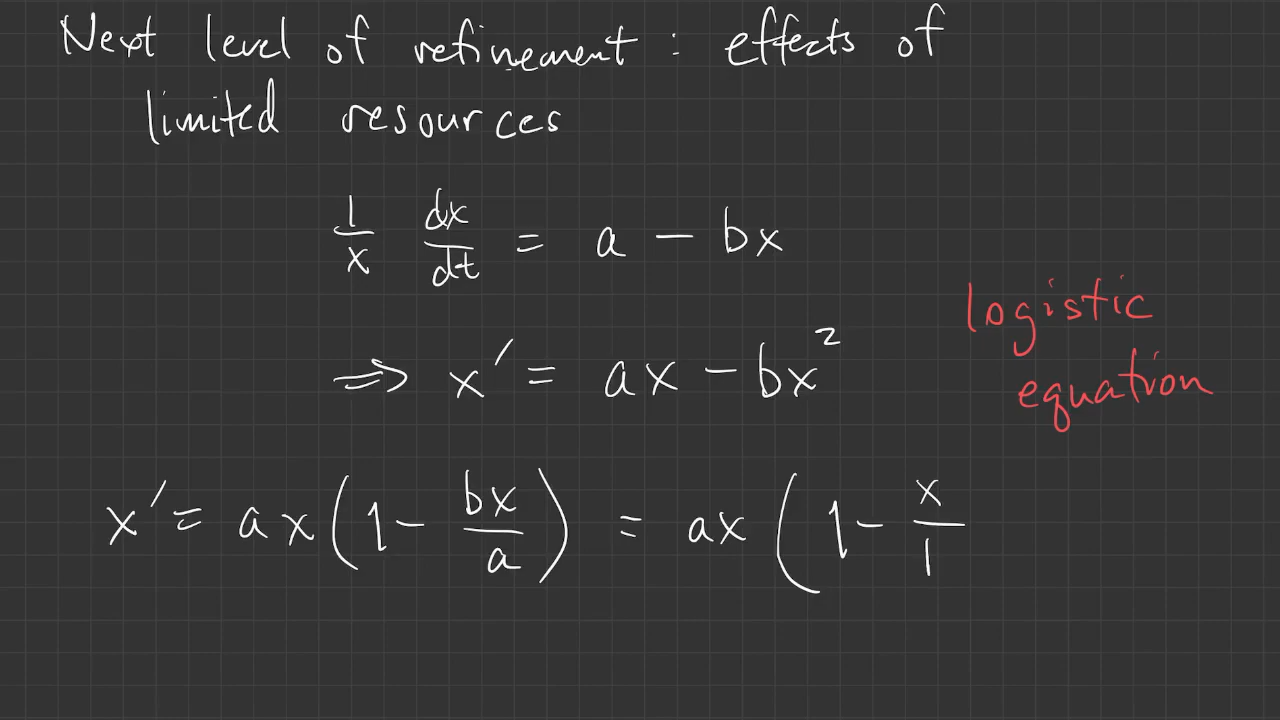 Next level of refinement : effects of
limited resources
1/x dx/dt = a - bx
⇒ x' = ax - bx²
logistic
equation
x' = ax(1 - bx/a) = ax(1 - x/1